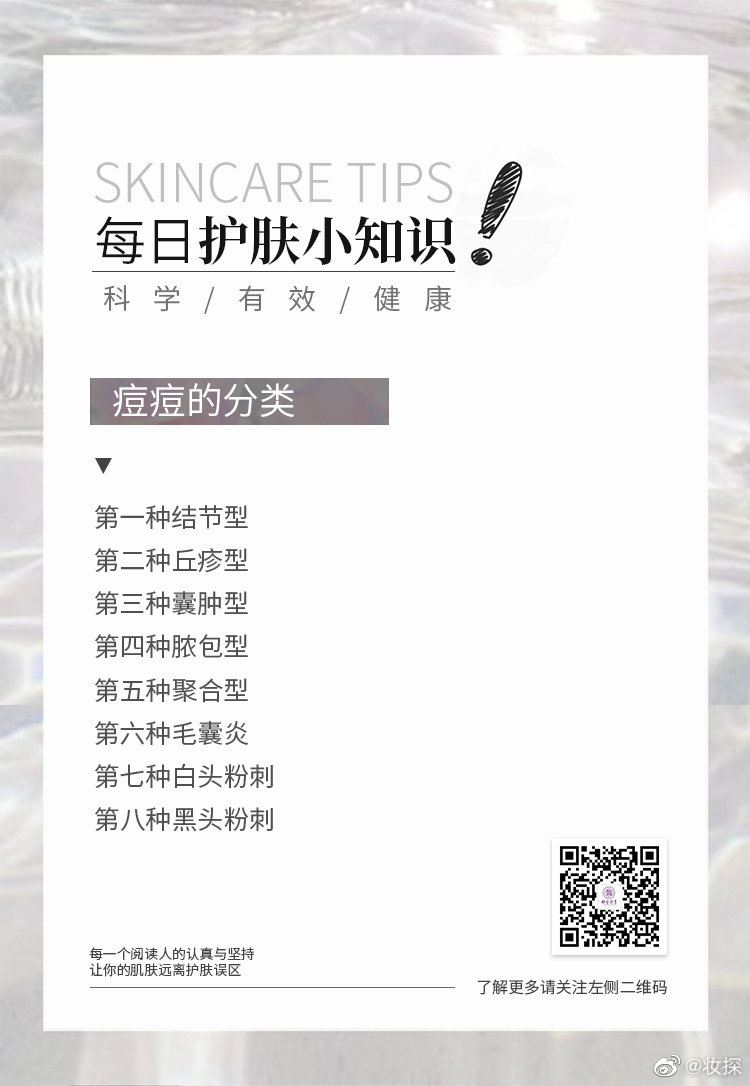 SKINCARE TIPS
每日护肤小知识!
科学/有效/健康
痘痘的分类
▼
第一种结节型
第二种丘疹型
第三种囊肿型
第四种脓包型
第五种聚合型
第六种毛囊炎
第七种白头粉刺
第八种黑头粉刺
每一个阅读人的认真与坚持
让你的肌肤远离护肤误区
了解更多请关注左侧二维码
@妆探